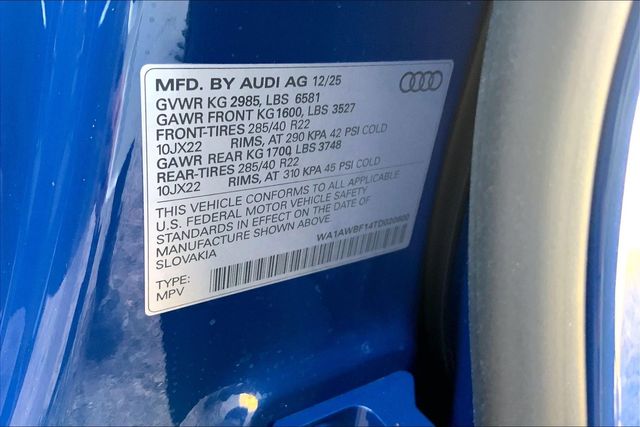 MFD. BY AUDI AG 12/25
GVWR KG 2985, LBS 6581
GAWR FRONT KG1600, LBS 3527
FRONT-TIRES 285/40 R22
10JX22 RIMS, AT 290 KPA 42 PSI COLD
GAWR REAR KG 1700, LBS 3748
REAR-TIRES 285/40 R22
10JX22 RIMS, AT 310 KPA 45 PSI COLD
THIS VEHICLE CONFORMS TO ALL APPLICABLE
U.S. FEDERAL MOTOR VEHICLE SAFETY
STANDARDS IN EFFECT ON THE DATE OF
MANUFACTURE SHOWN ABOVE.
SLOVAKIA
WA1AWBF14TD020800
TYPE:
MPV